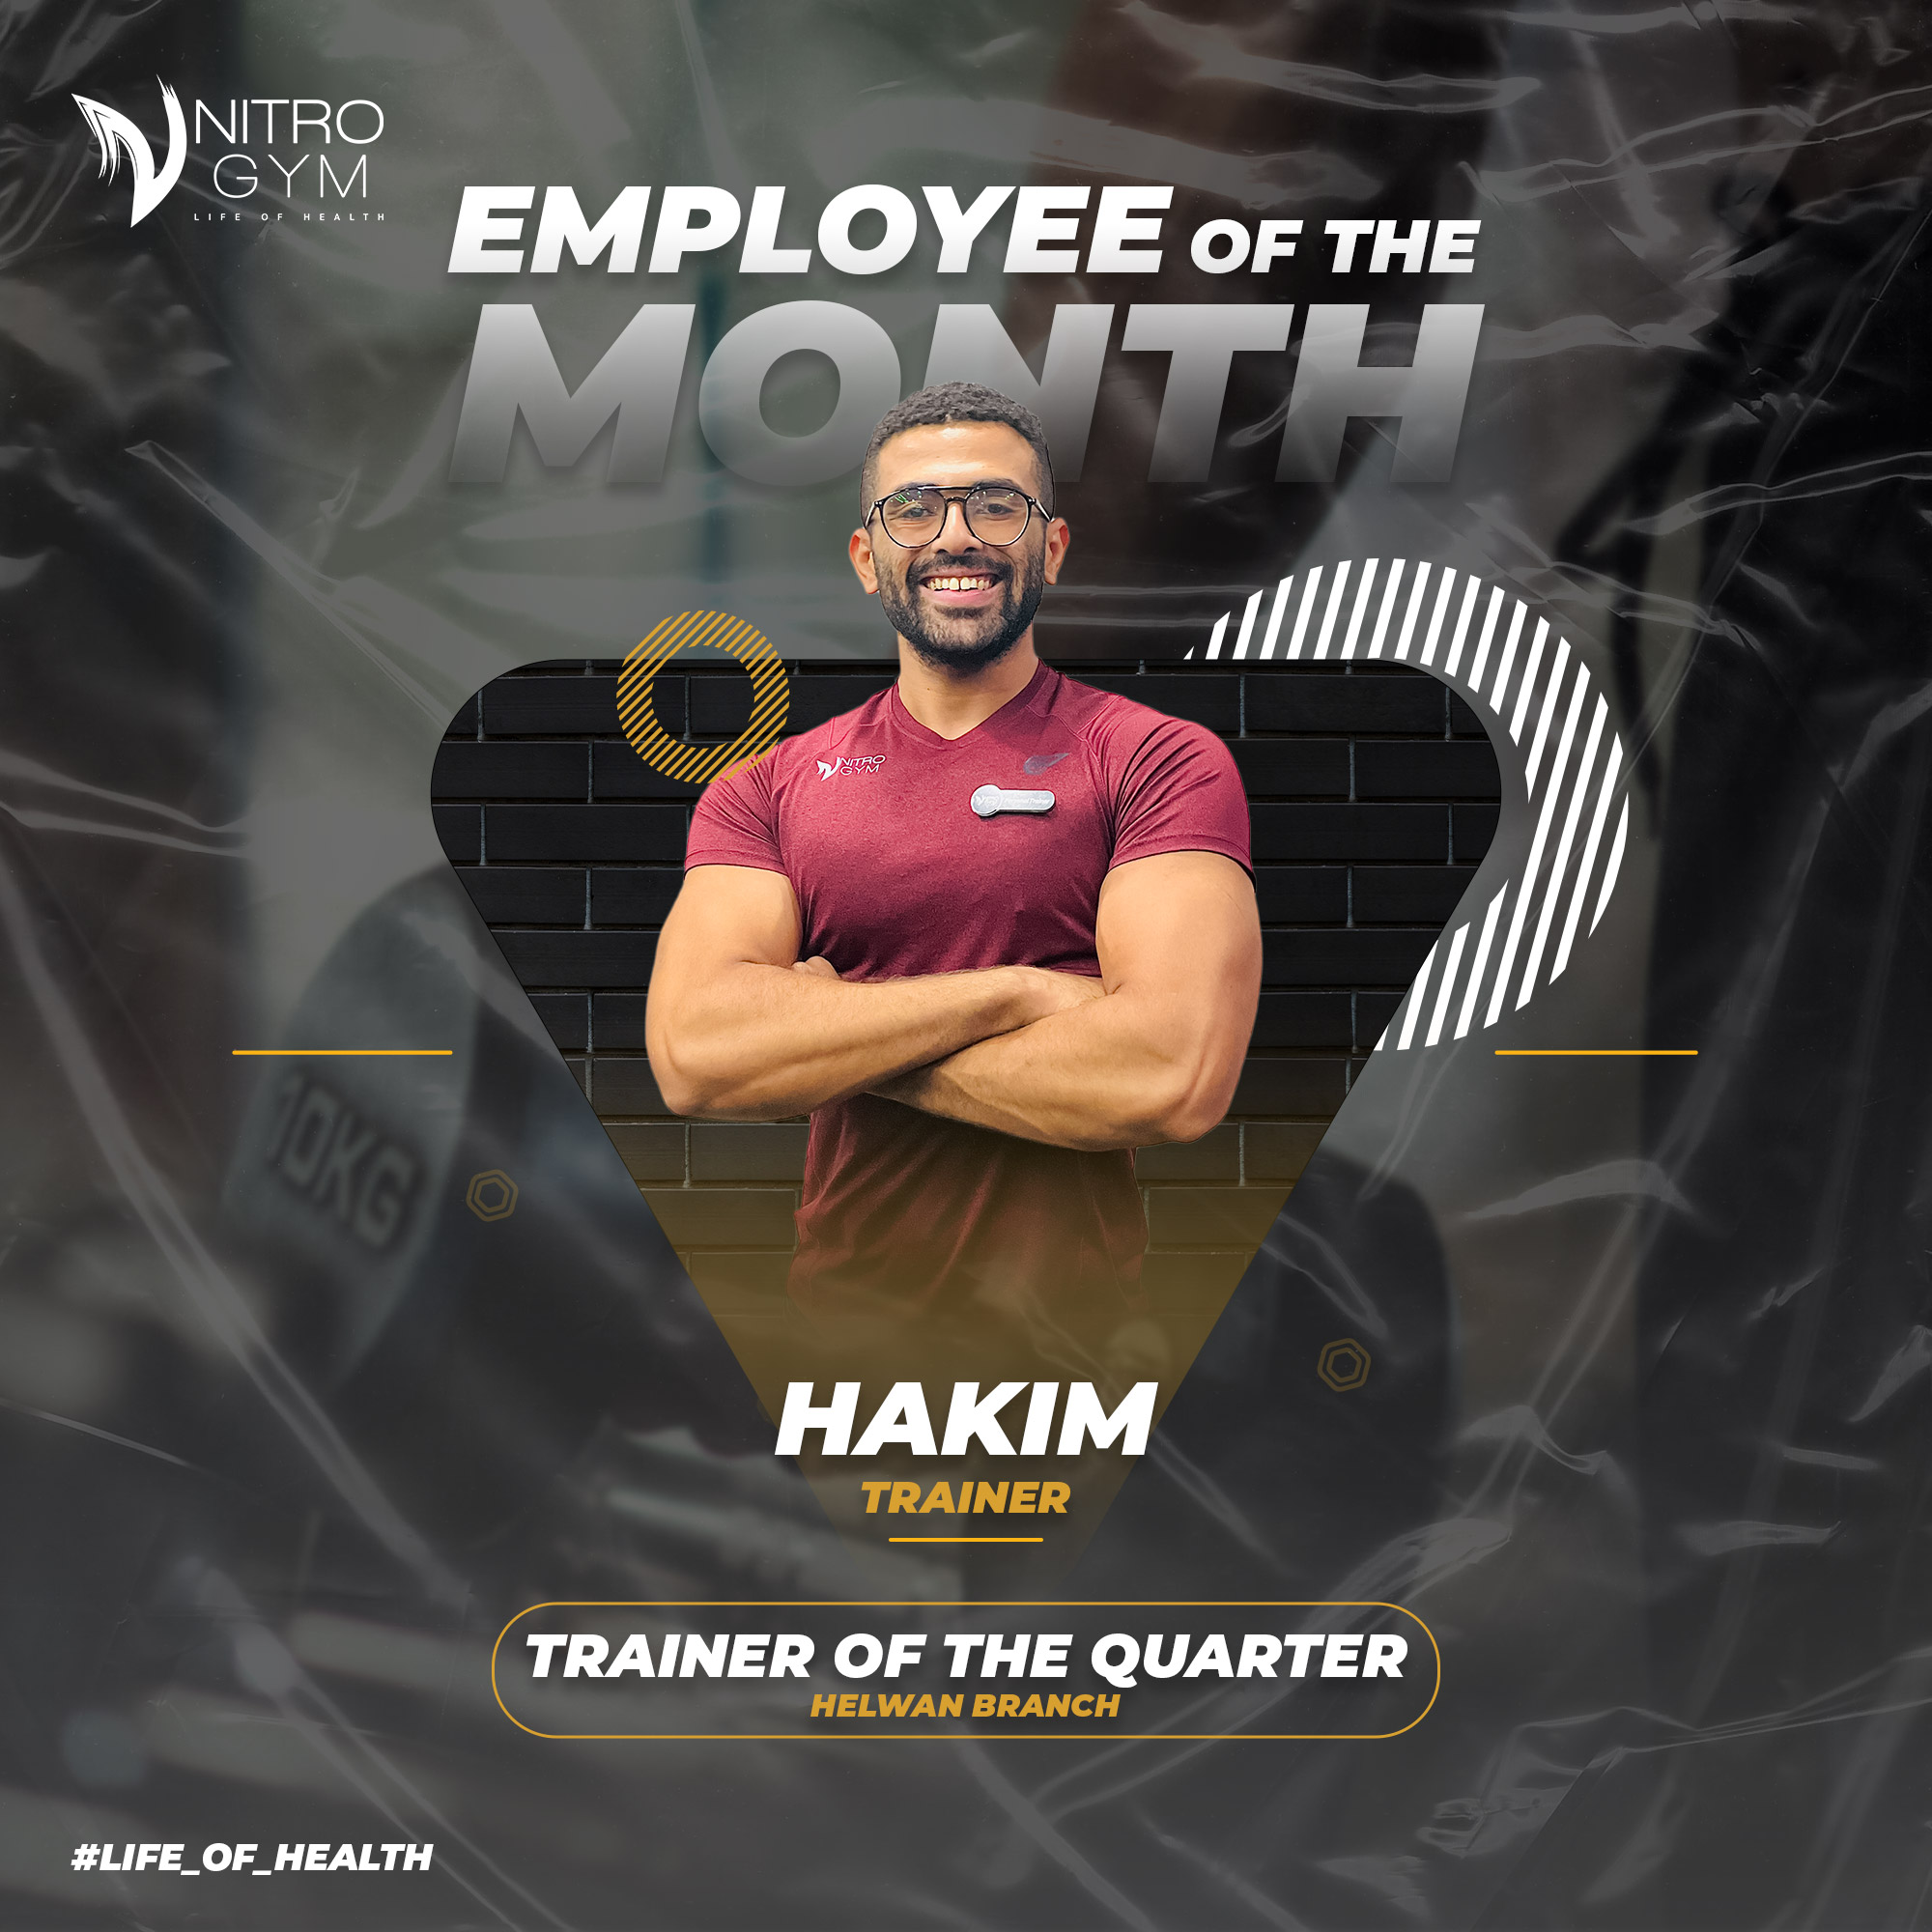 NITRO
GYM
LIFE OF HEALTH
EMPLOYEE OF THE
MONTH
NITRO
GYM
10KG
HAKIM
TRAINER
TRAINER OF THE QUARTER
HELWAN BRANCH
#LIFE_OF_HEALTH